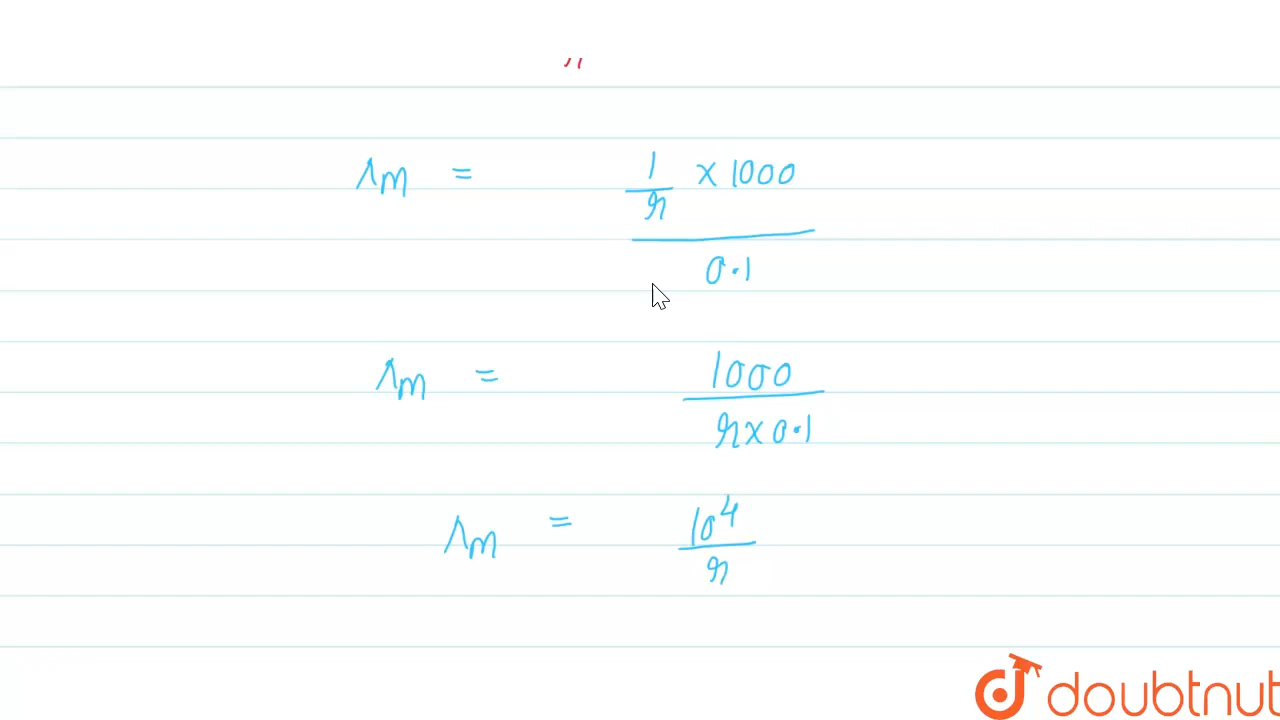 Λm = 1/r × 1000
0.1
Λm = 1000
r × 0.1
Λm = 10⁴
r
doubtnut